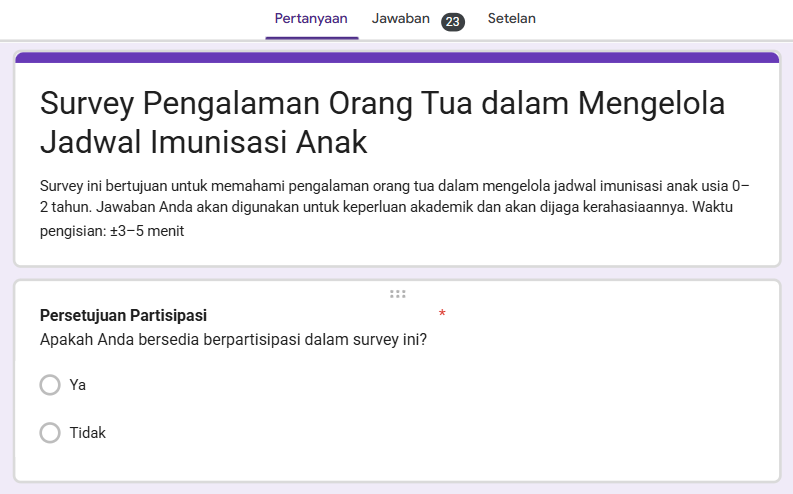 Pertanyaan Jawaban 23 Setelan
Survey Pengalaman Orang Tua dalam Mengelola
Jadwal Imunisasi Anak
Survey ini bertujuan untuk memahami pengalaman orang tua dalam mengelola jadwal imunisasi anak usia 0–
2 tahun. Jawaban Anda akan digunakan untuk keperluan akademik dan akan dijaga kerahasiaannya. Waktu
pengisian: ±3–5 menit
Persetujuan Partisipasi *
Apakah Anda bersedia berpartisipasi dalam survey ini?
Ya
Tidak